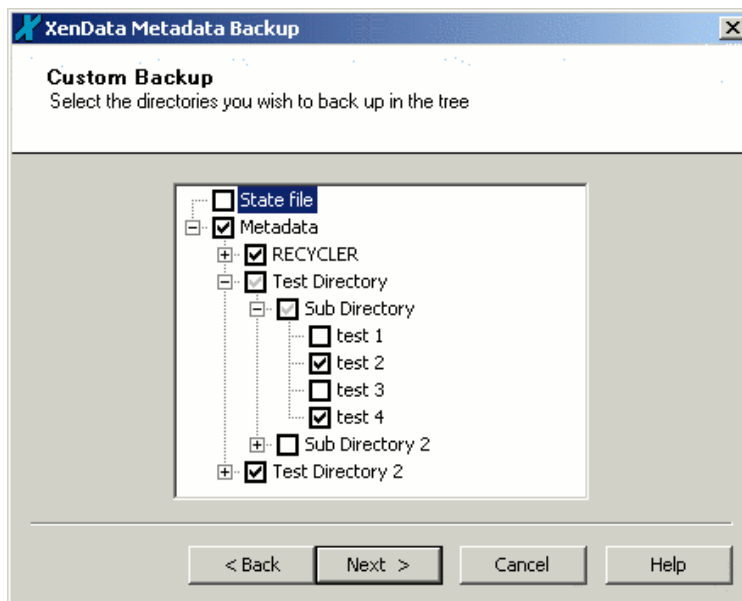 XenData Metadata Backup
Custom Backup
Select the directories you wish to back up in the tree
State file
Metadata
RECYCLER
Test Directory
Sub Directory
test 1
test 2
test 3
test 4
Sub Directory 2
Test Directory 2
< Back
Next >
Cancel
Help